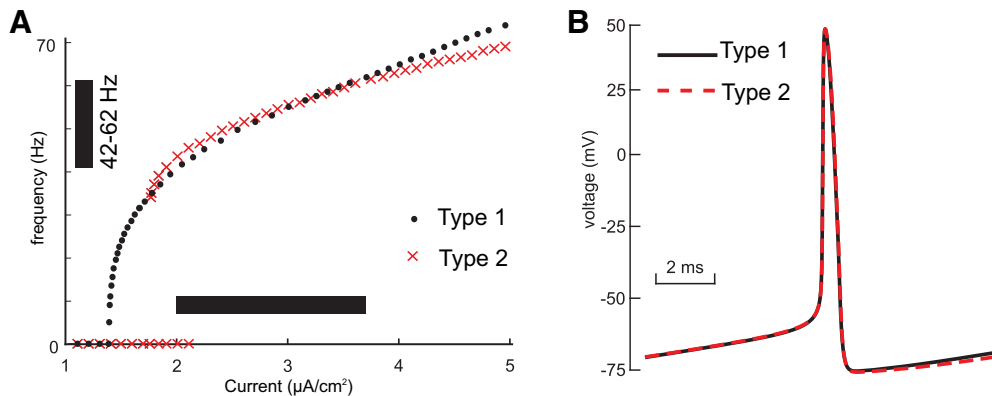 A
70
frequency (Hz)
42-62 Hz
Type 1
Type 2
0
1
2
3
4
5
Current (µA/cm²)
B
50
25
0
-25
-50
-75
voltage (mV)
Type 1
Type 2
2 ms